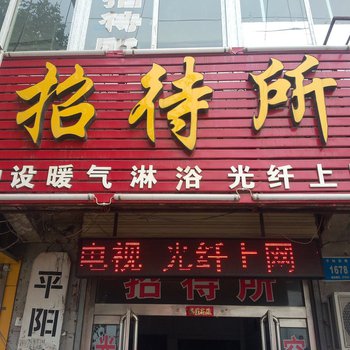 招待所
设暖气淋浴光纤上
电视 光纤上网
1678
招待所
平阳